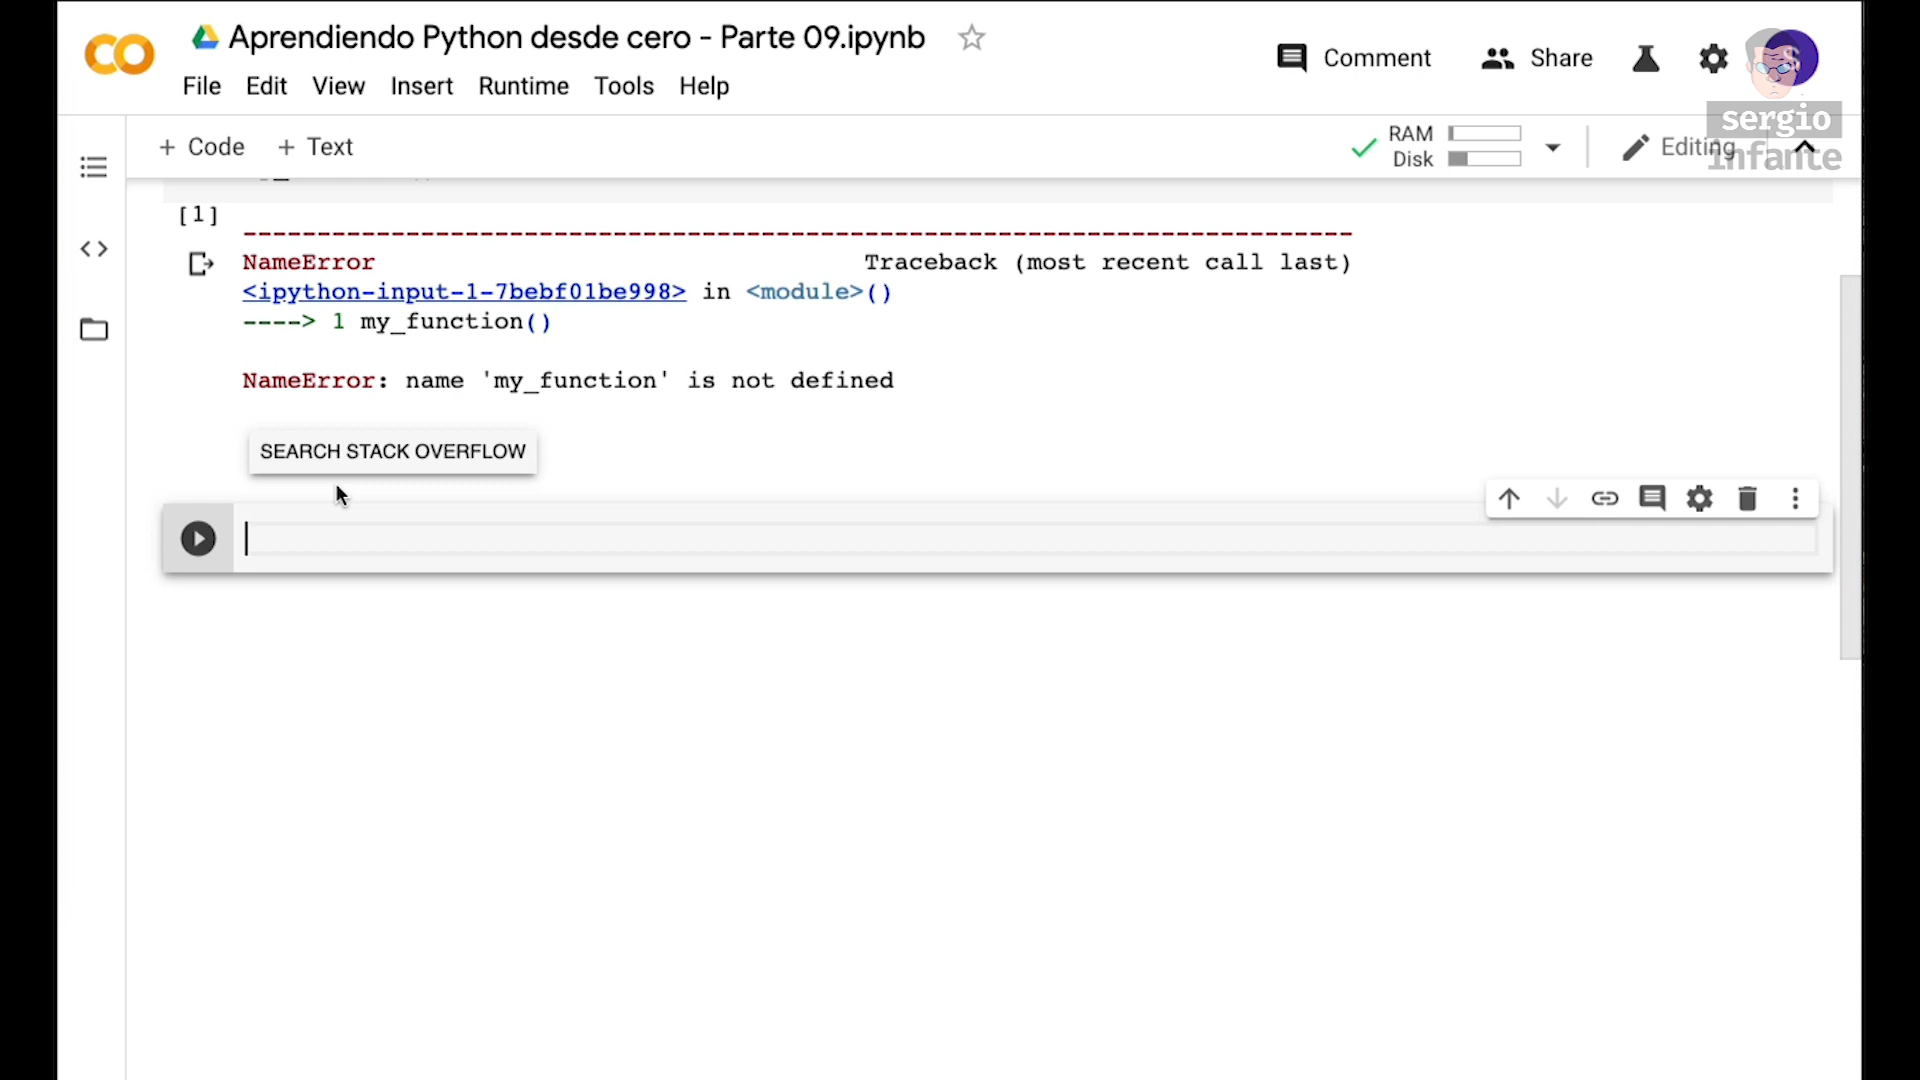 Aprendiendo Python desde cero - Parte 09.ipynb
File Edit View Insert Runtime Tools Help
Comment
Share
sergio
infante
+ Code + Text
RAM
Disk
Editing
[1]
---------------------------------------------------------------------------
NameError Traceback (most recent call last)
<ipython-input-1-7bebf01be998> in <module>()
----> 1 my_function()
NameError: name 'my_function' is not defined
SEARCH STACK OVERFLOW